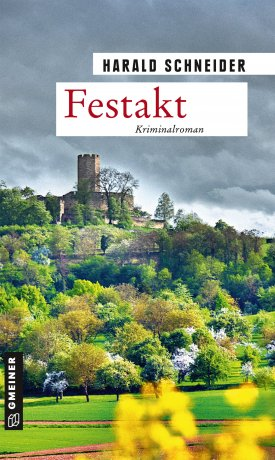 HARALD SCHNEIDER
Festakt
Kriminalroman
GMEINER